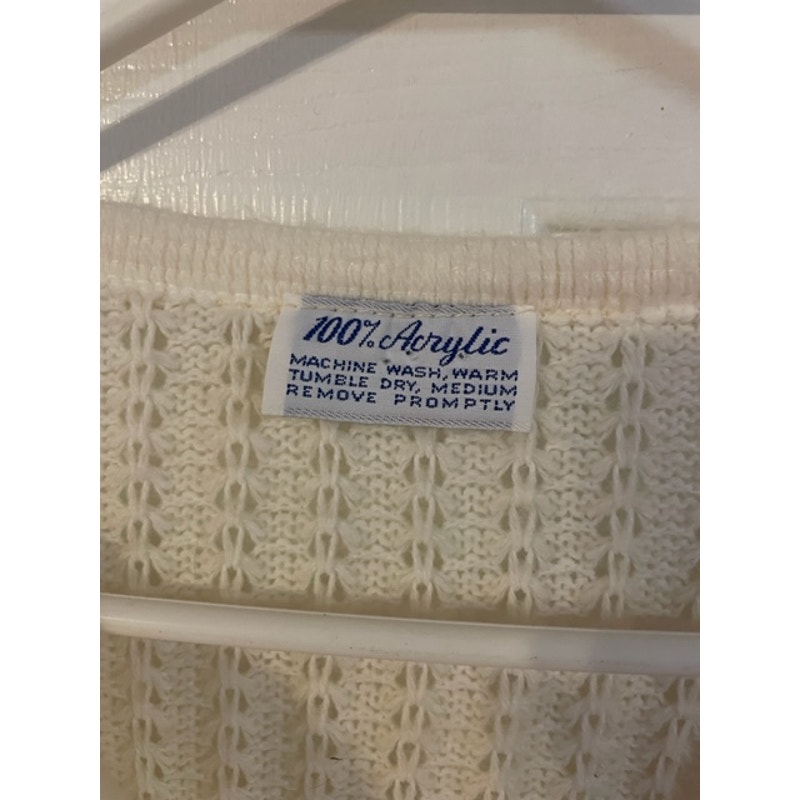 100% Acrylic
MACHINE WASH, WARM
TUMBLE DRY, MEDIUM
REMOVE PROMPTLY